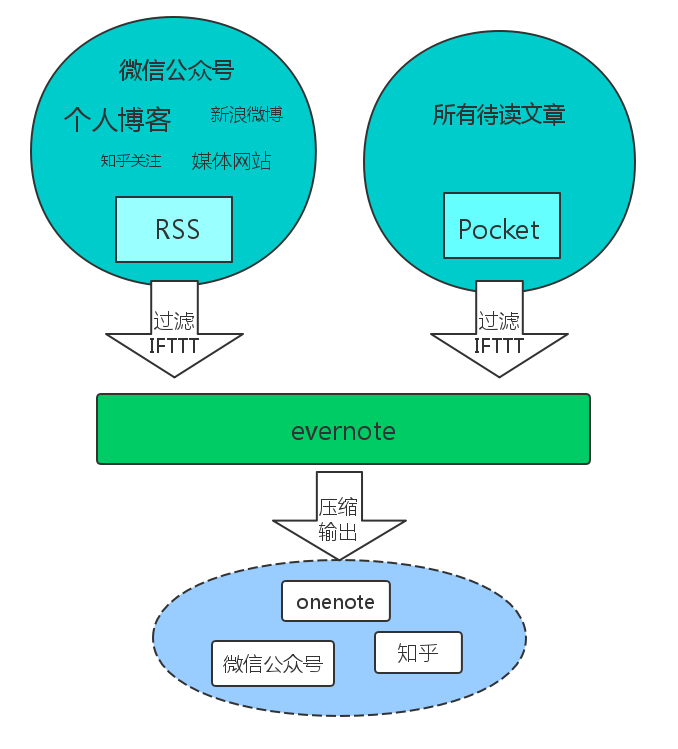 微信公众号
个人博客
新浪微博
知乎关注
媒体网站
RSS
所有待读文章
Pocket
过滤
IFTTT
过滤
IFTTT
evernote
压缩
输出
onenote
微信公众号
知乎